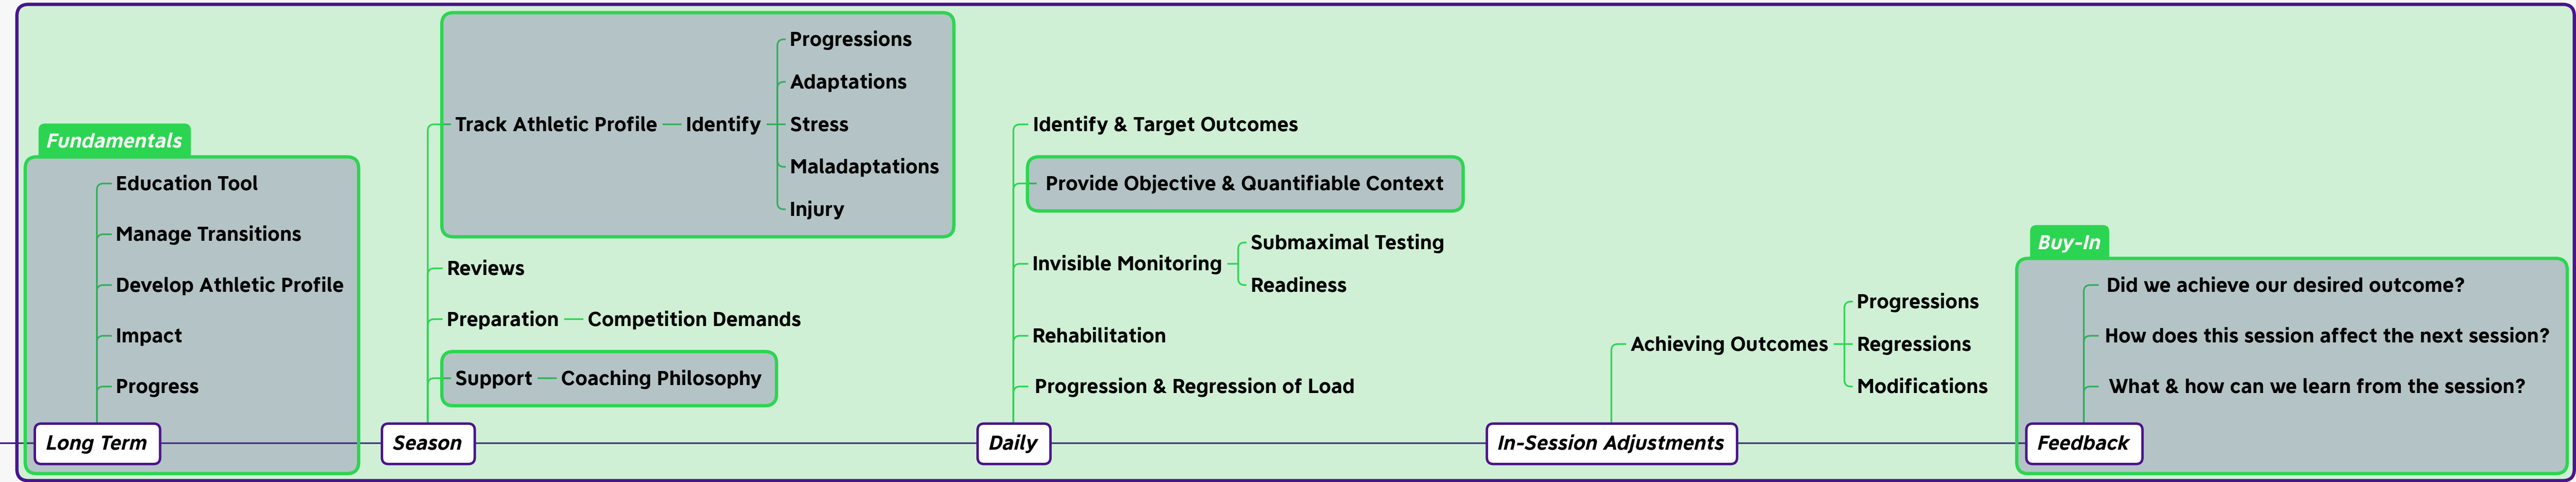 Fundamentals
Education Tool
Manage Transitions
Develop Athletic Profile
Impact
Progress
Long Term
Track Athletic Profile
Identify
Progressions
Adaptations
Stress
Maladaptations
Injury
Reviews
Preparation
Competition Demands
Support
Coaching Philosophy
Season
Identify & Target Outcomes
Provide Objective & Quantifiable Context
Invisible Monitoring
Submaximal Testing
Readiness
Rehabilitation
Progression & Regression of Load
Daily
Achieving Outcomes
Progressions
Regressions
Modifications
In-Session Adjustments
Buy-In
Did we achieve our desired outcome?
How does this session affect the next session?
What & how can we learn from the session?
Feedback